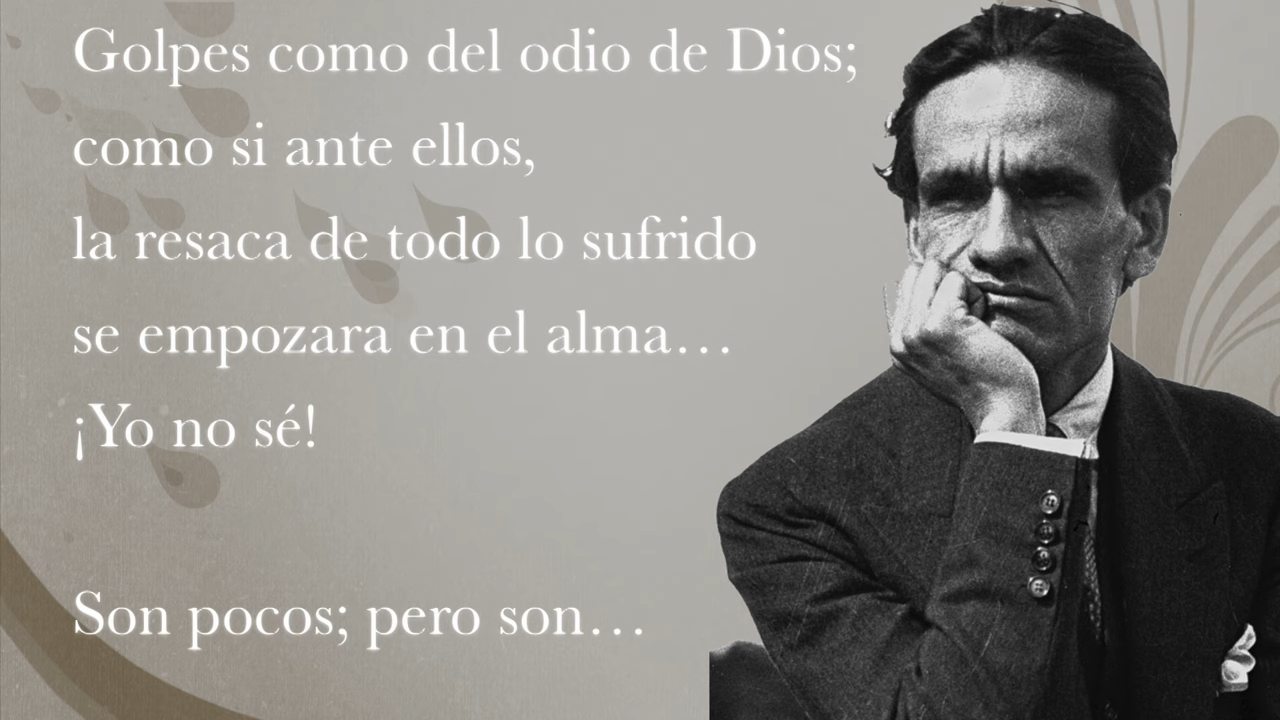 Golpes como del odio de Dios;
como si ante ellos,
la resaca de todo lo sufrido
se empozara en el alma…
¡Yo no sé!
Son pocos; pero son…